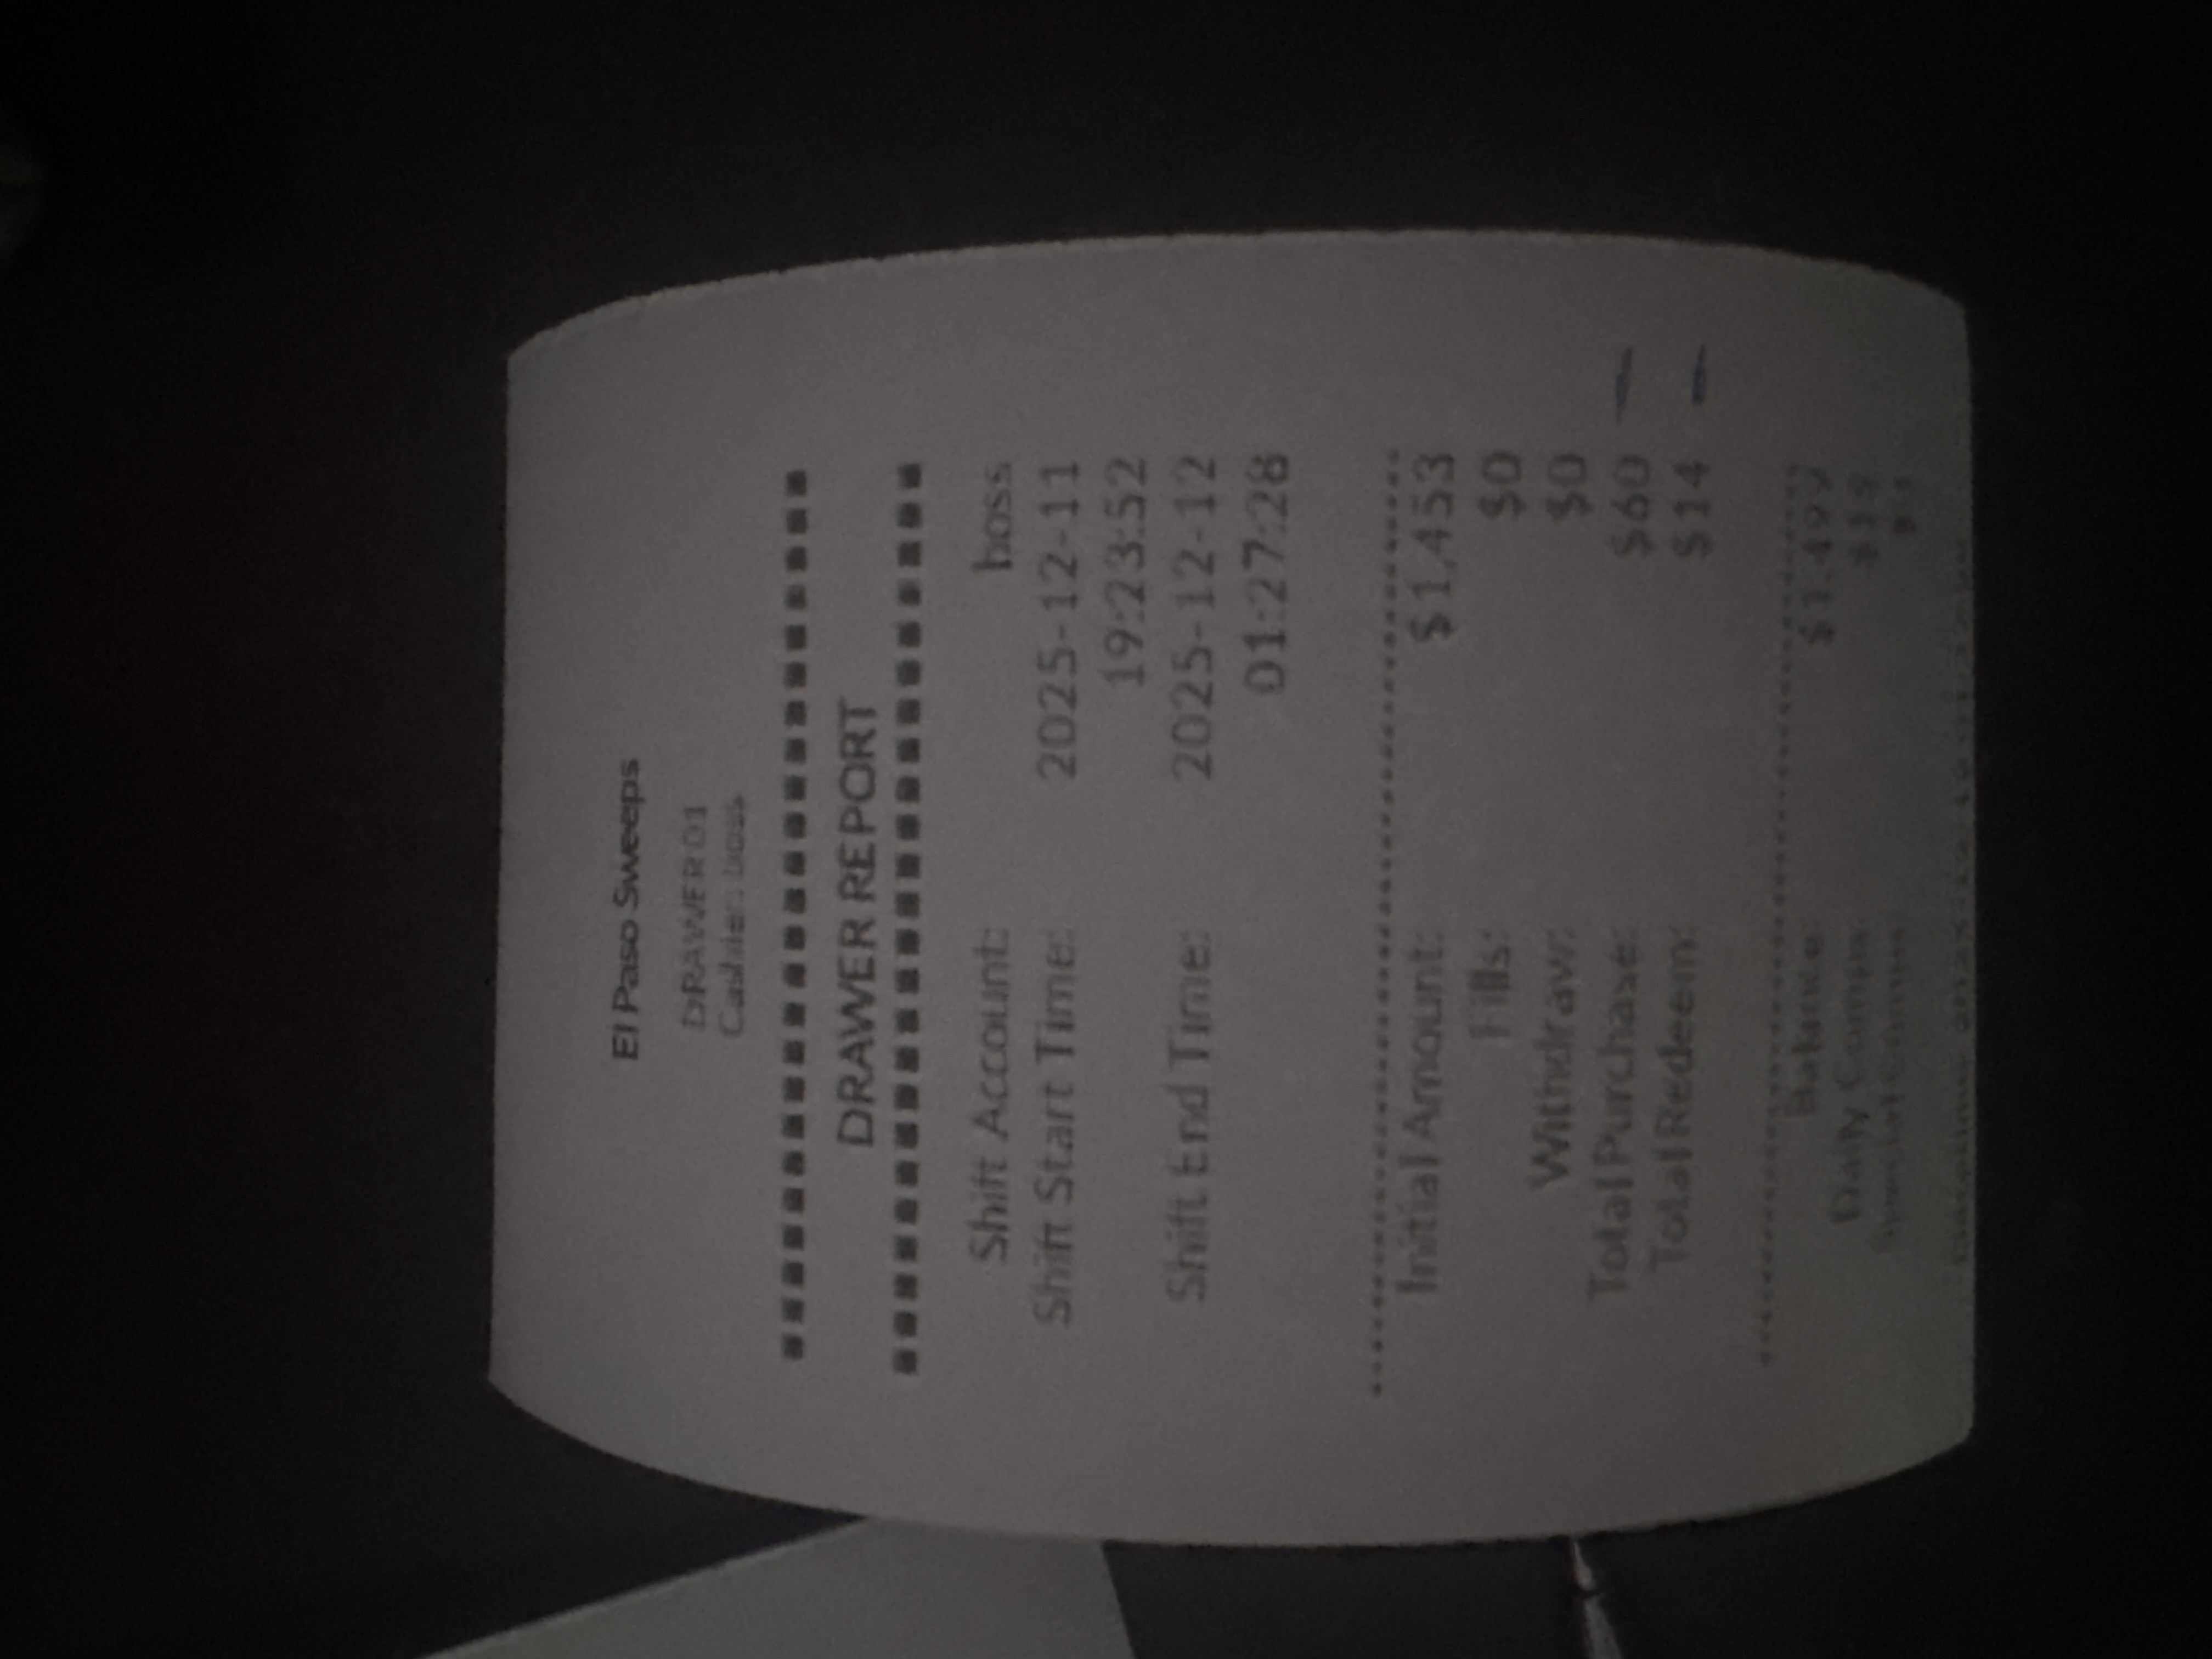 El Paso Sweeps
DRAWER 01
Cashier: boss
DRAWER REPORT
Shift Account: boss
Shift Start Time: 2025-12-11
19:23:52
Shift End Time: 2025-12-12
01:27:28
Initial Amount: $1,453
Fills: $0
Withdraw: $0
Total Purchase: $60
Total Redeem: $14
Balance: $1,499
Daily Comps: